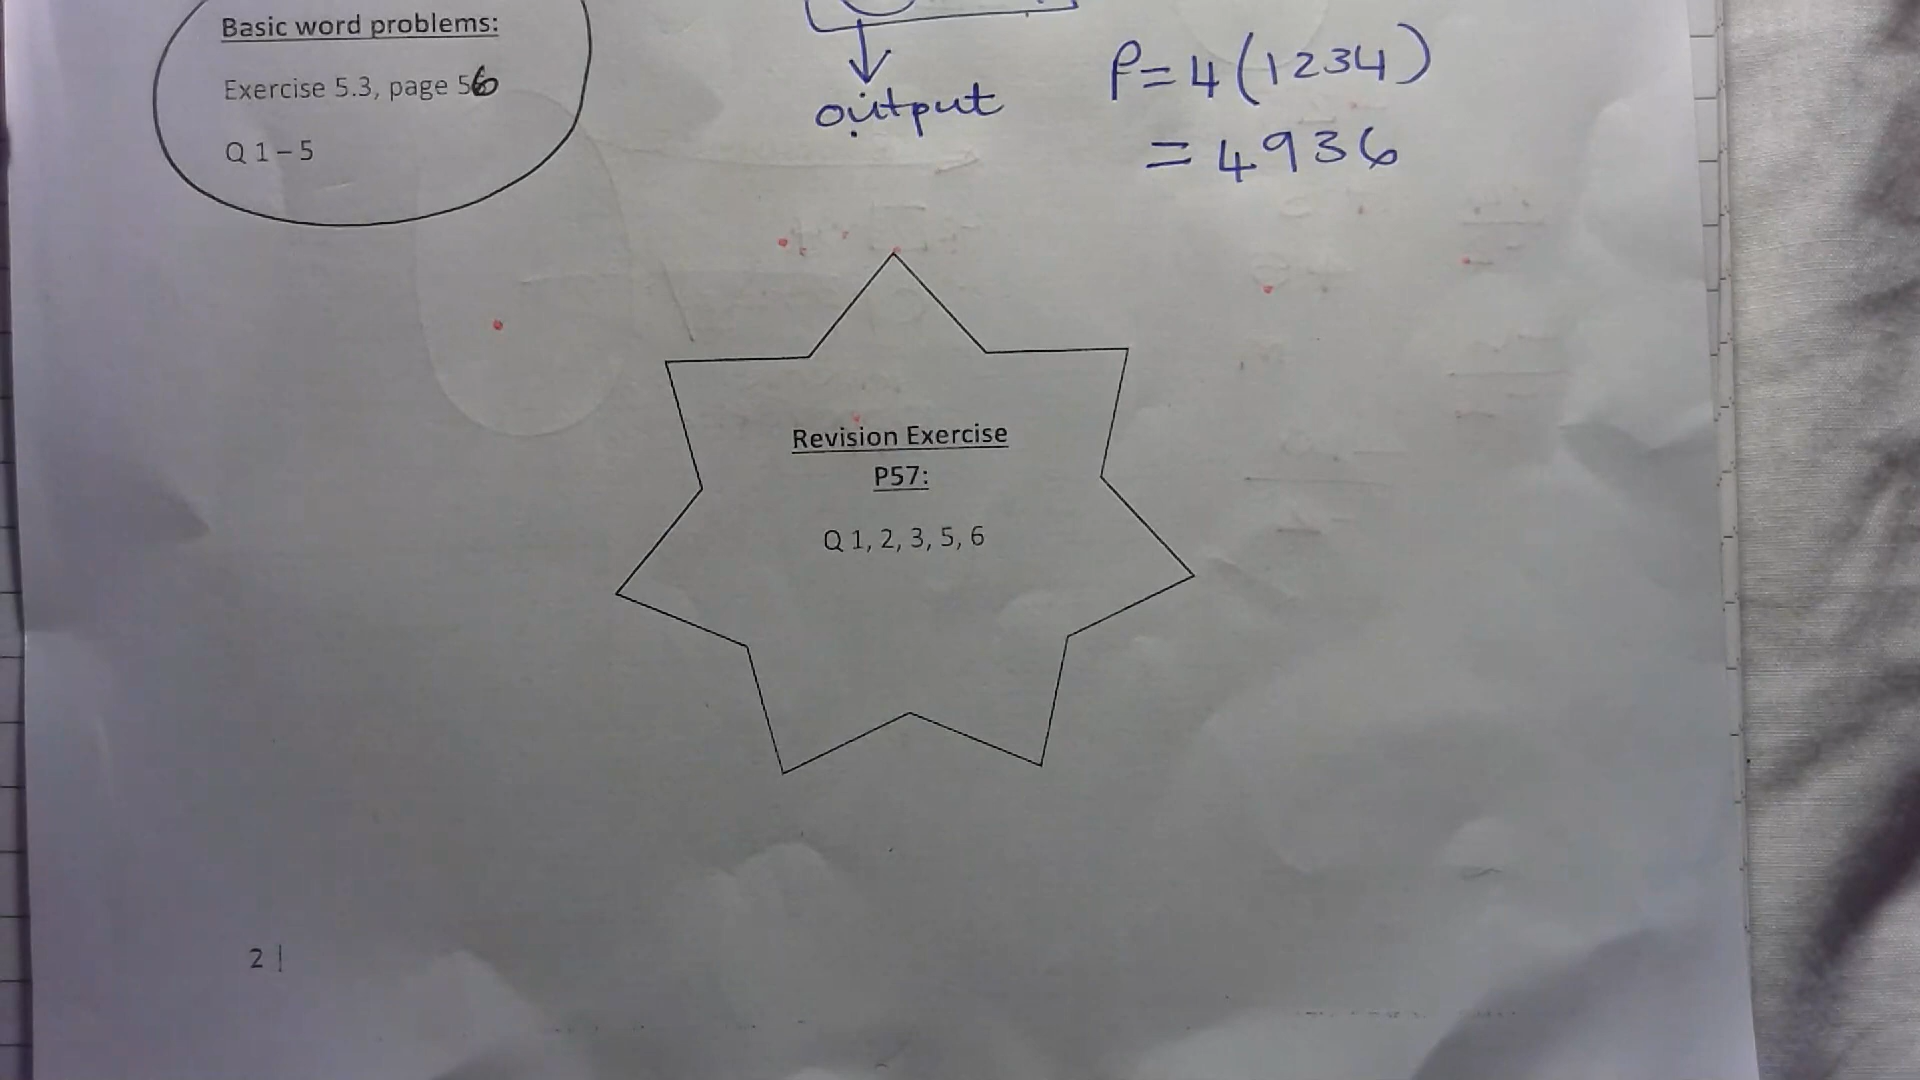 Basic word problems:
Exercise 5.3, page 56
Q 1 – 5
output
P = 4 (1234)
= 4936
Revision Exercise
P57:
Q 1, 2, 3, 5, 6
2 |